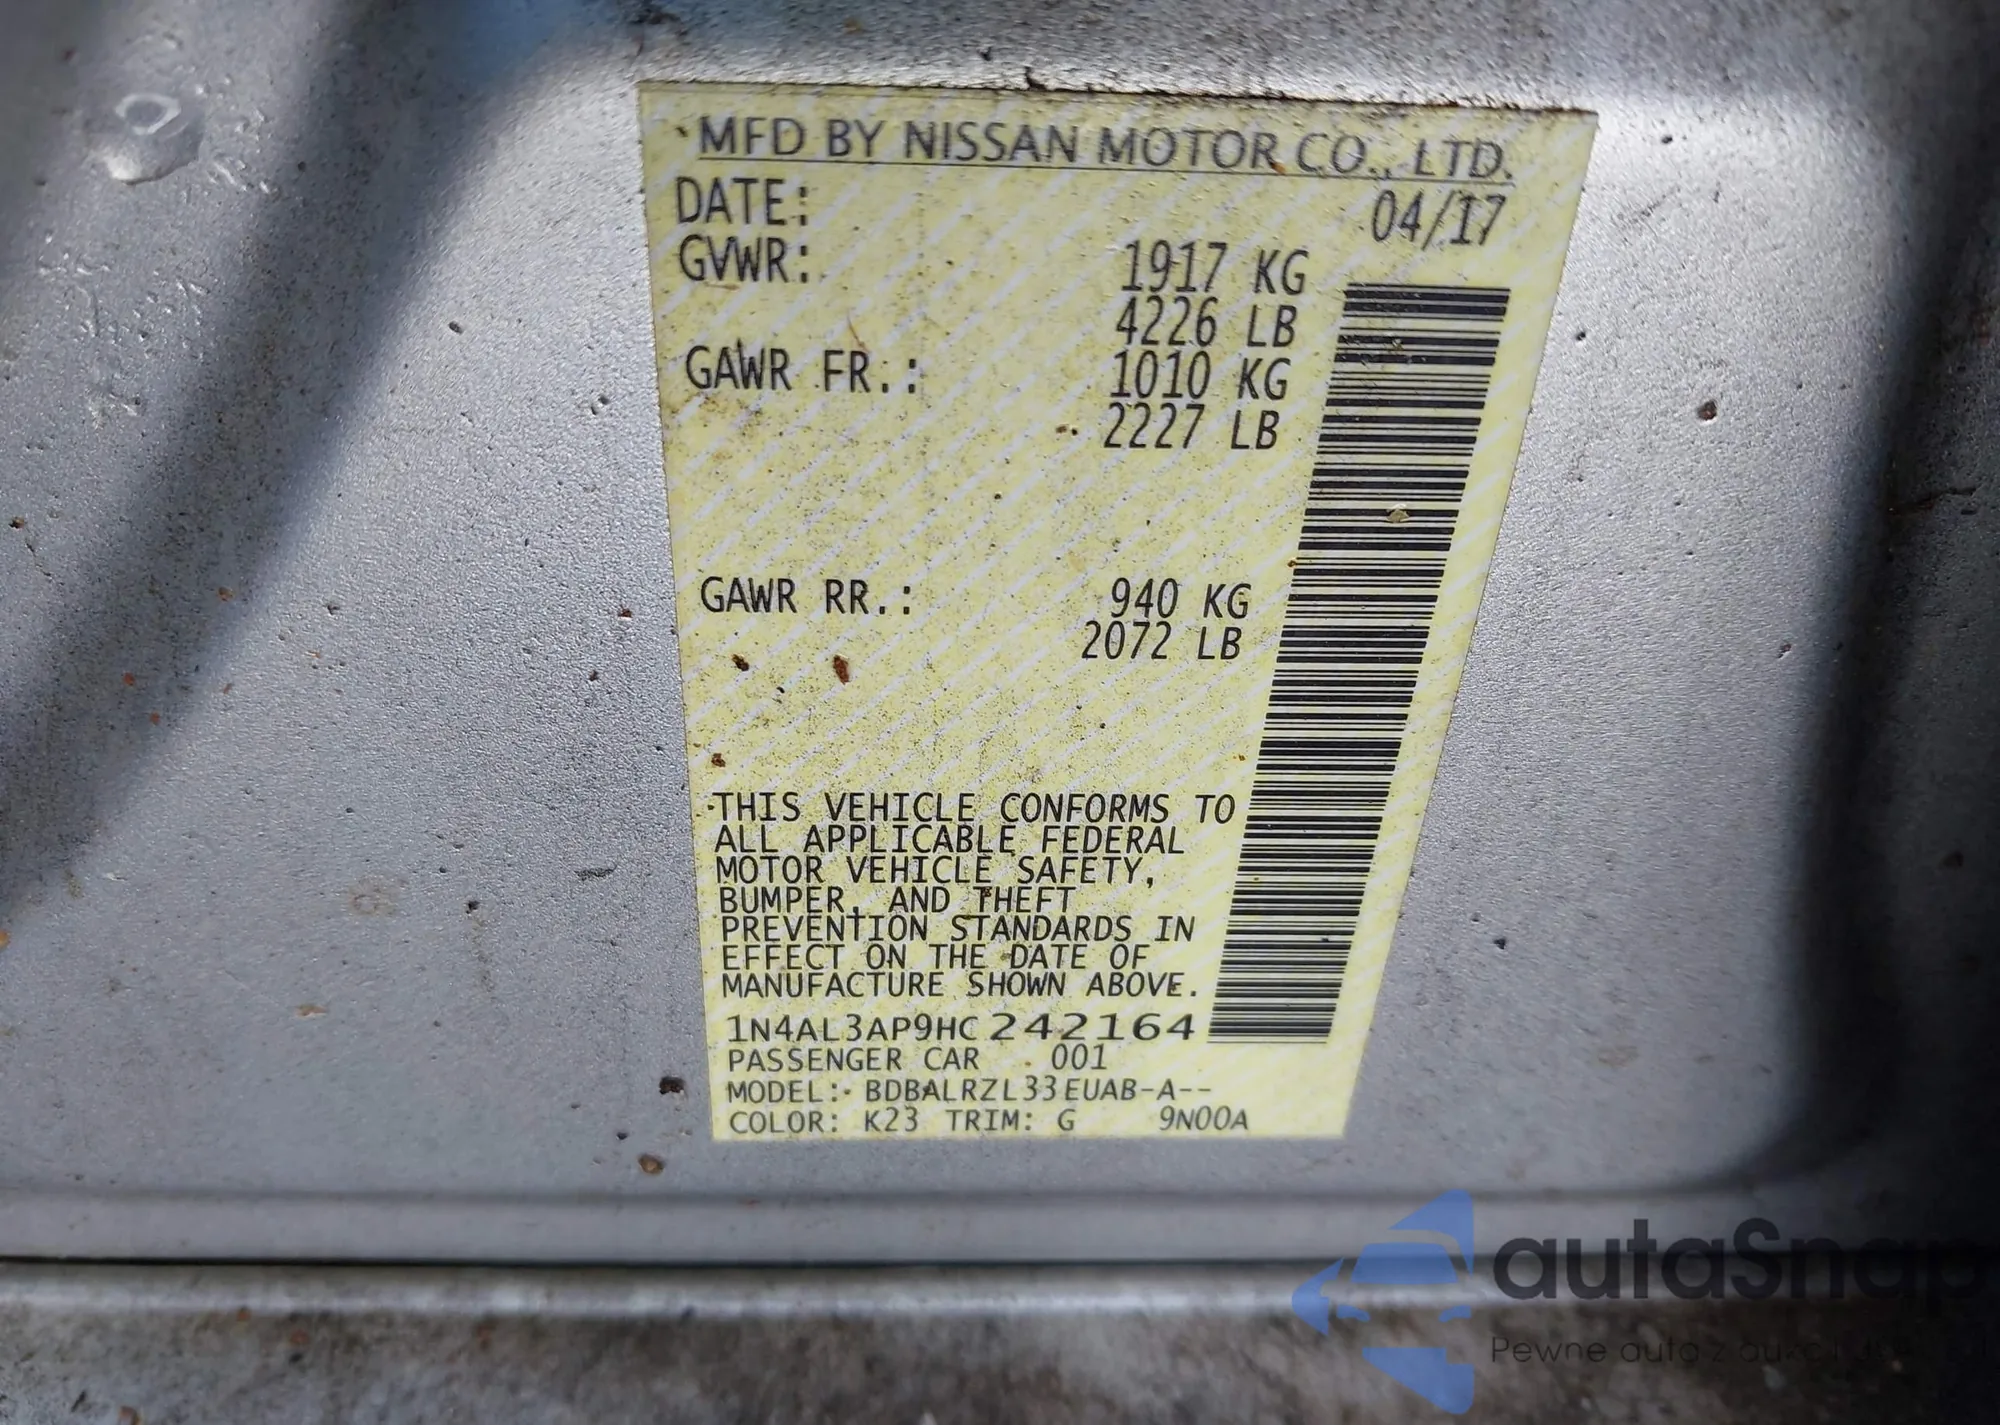 MFD BY NISSAN MOTOR CO., LTD.
DATE: 04/17
GVWR: 1917 KG
4226 LB
GAWR FR.: 1010 KG
2227 LB
GAWR RR.: 940 KG
2072 LB
THIS VEHICLE CONFORMS TO
ALL APPLICABLE FEDERAL
MOTOR VEHICLE SAFETY,
BUMPER, AND THEFT
PREVENTION STANDARDS IN
EFFECT ON THE DATE OF
MANUFACTURE SHOWN ABOVE.
1N4AL3AP9HC242164
PASSENGER CAR 001
MODEL: BDBALRZL33EUAB-A--
COLOR: K23 TRIM: G 9N00A
autaSnap
Pewne auta z